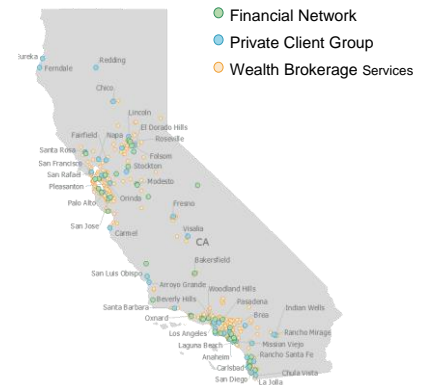 Financial Network
Private Client Group
Wealth Brokerage Services
Eureka
Ferndale
Redding
Chico
Lincoln
El Dorado Hills
Fairfield
Napa
Roseville
Santa Rosa
Folsom
San Francisco
Stockton
San Rafael
Modesto
Pleasanton
Palo Alto
Orinda
Fresno
San Jose
Carmel
Visalia
CA
Bakersfield
San Luis Obispo
Arroyo Grande
Woodland Hills
Beverly Hills
Pasadena
Santa Barbara
Indian Wells
Oxnard
Brea
Los Angeles
Rancho Mirage
Laguna Beach
Mission Viejo
Anaheim
Rancho Santa Fe
Carlsbad
Chula Vista
San Diego
La Jolla